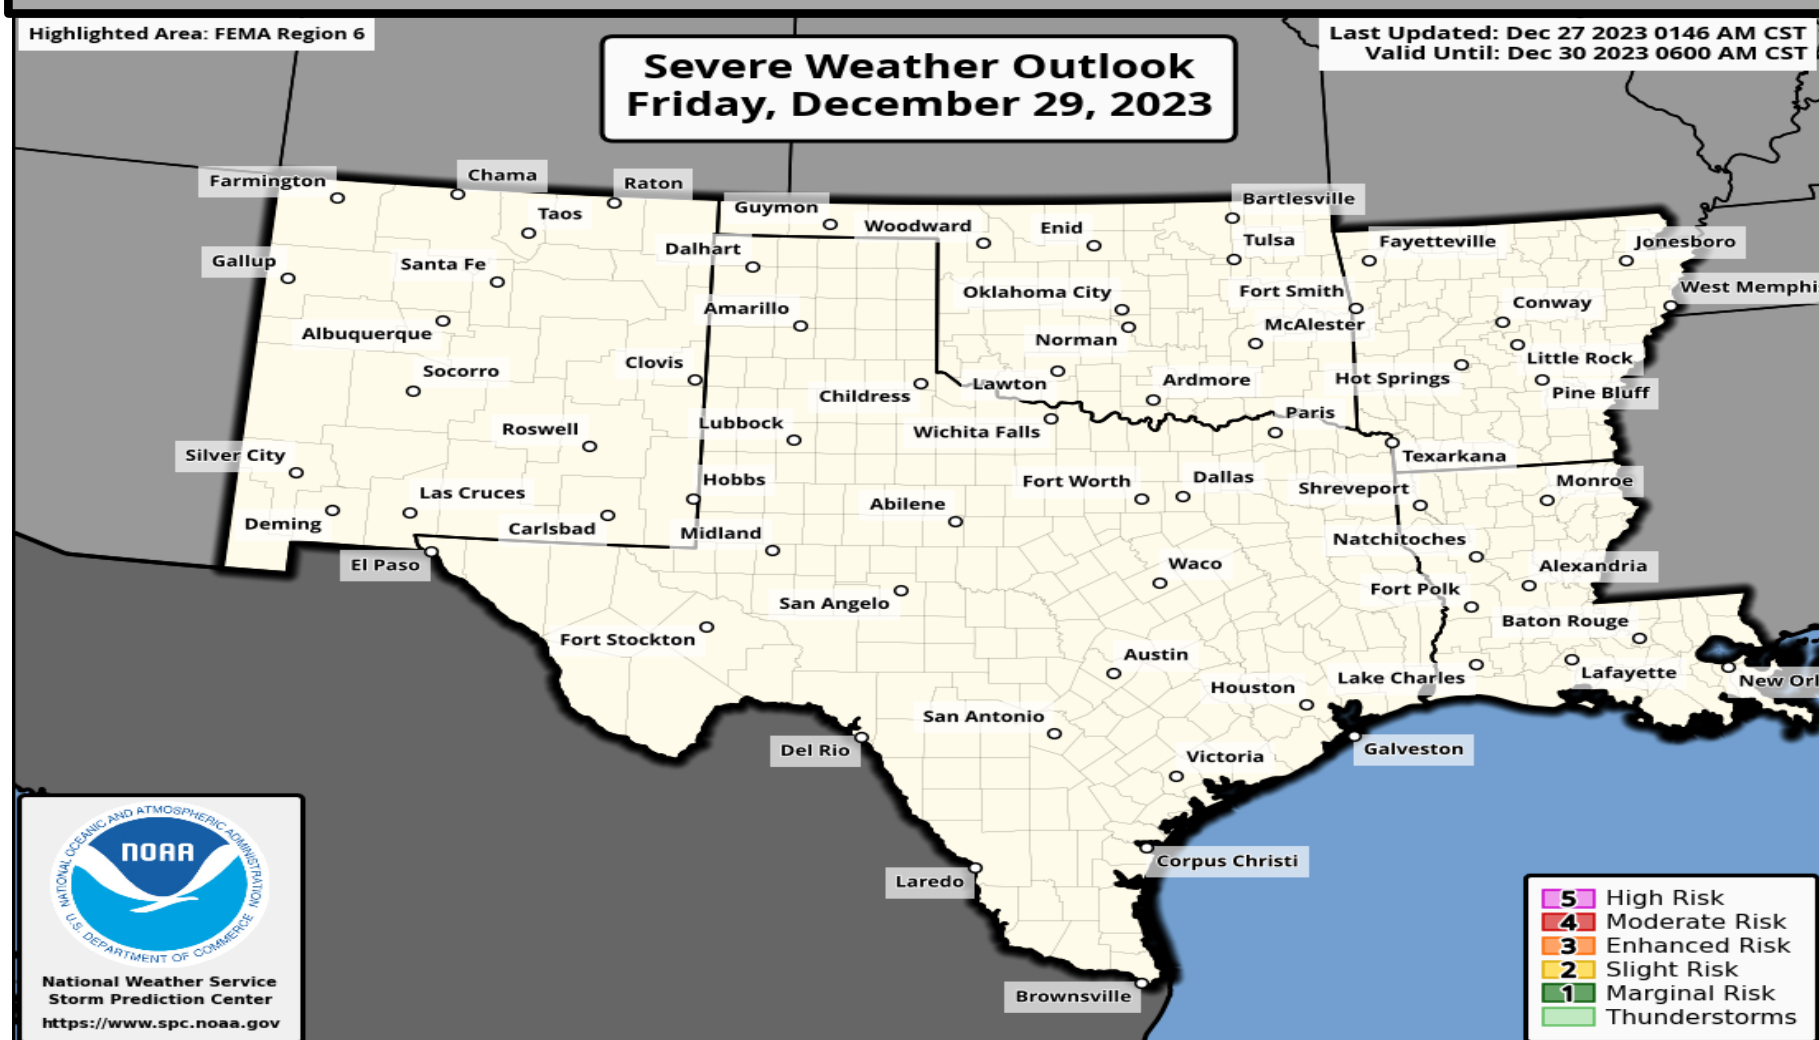 Highlighted Area: FEMA Region 6
Last Updated: Dec 27 2023 0146 AM CST
Valid Until: Dec 30 2023 0600 AM CST
Severe Weather Outlook
Friday, December 29, 2023
Farmington
Chama
Raton
Taos
Guymon
Woodward
Enid
Bartlesville
Tulsa
Fayetteville
Jonesboro
Gallup
Santa Fe
Dalhart
West Memphis
Oklahoma City
Fort Smith
Conway
Amarillo
Albuquerque
Norman
McAlester
Little Rock
Socorro
Clovis
Childress
Lawton
Ardmore
Hot Springs
Pine Bluff
Roswell
Lubbock
Wichita Falls
Paris
Silver City
Texarkana
Las Cruces
Hobbs
Fort Worth
Dallas
Shreveport
Monroe
Deming
Carlsbad
Midland
Abilene
Natchitoches
El Paso
Waco
Alexandria
San Angelo
Fort Polk
Fort Stockton
Baton Rouge
Austin
Lake Charles
Lafayette
New Orl
Houston
San Antonio
Del Rio
Victoria
Galveston
Corpus Christi
Laredo
Brownsville
NATIONAL OCEANIC AND ATMOSPHERIC ADMINISTRATION
NOAA
U.S. DEPARTMENT OF COMMERCE
National Weather Service
Storm Prediction Center
https://www.spc.noaa.gov
5 High Risk
4 Moderate Risk
3 Enhanced Risk
2 Slight Risk
1 Marginal Risk
Thunderstorms